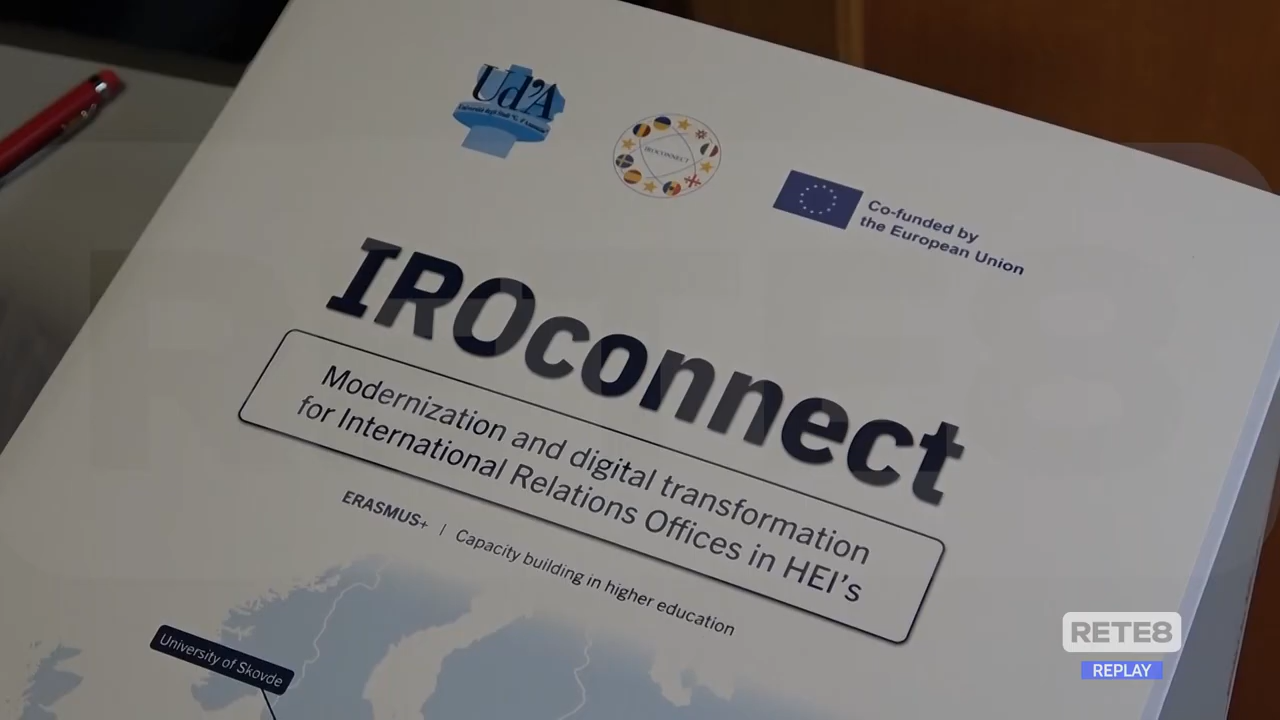 Ud'A
IROCONNECT
Co-funded by
the European Union
IROconnect
Modernization and digital transformation
for International Relations Offices in HEI's
ERASMUS+ | Capacity building in higher education
University of Skovde
RETE8
REPLAY